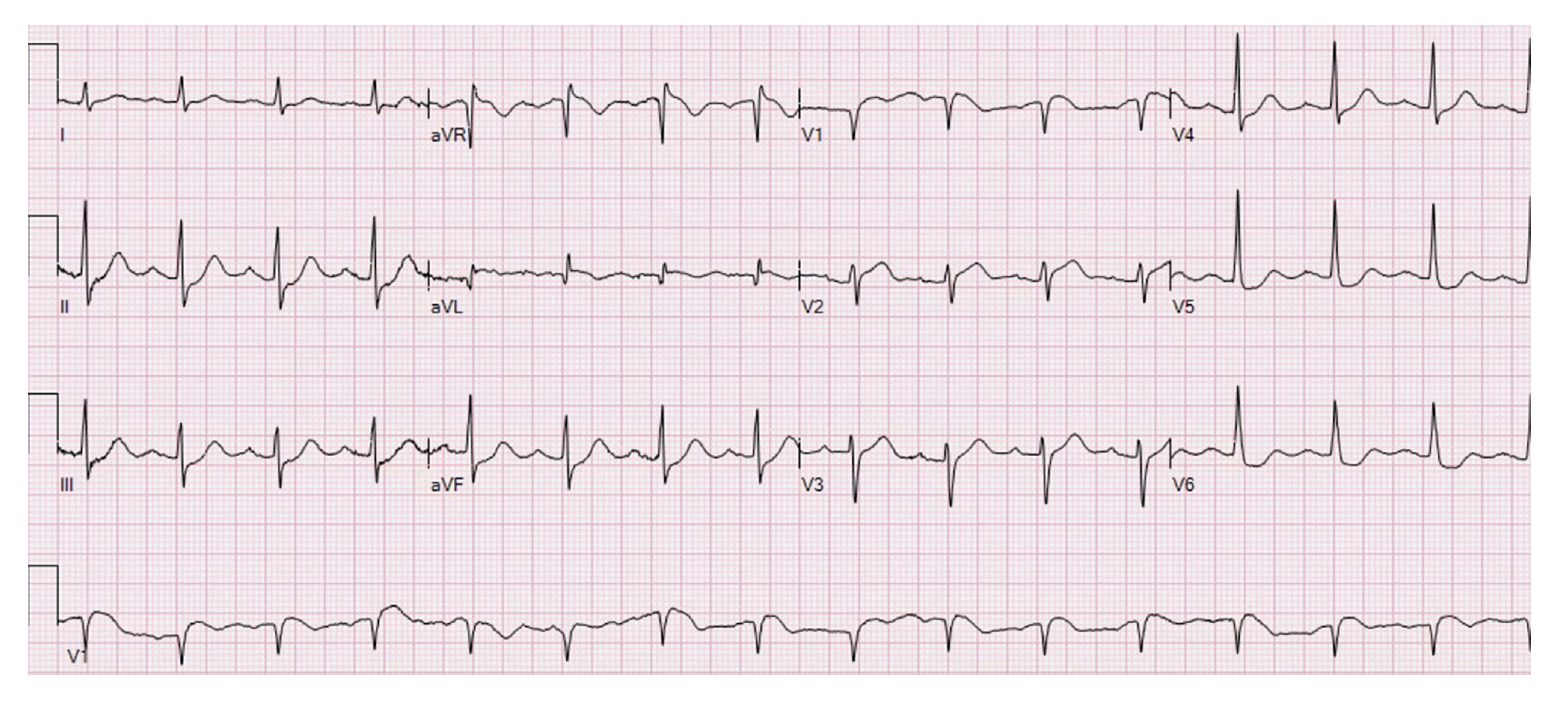 I aVR V1 V4
II aVL V2 V5
III aVF V3 V6
V1